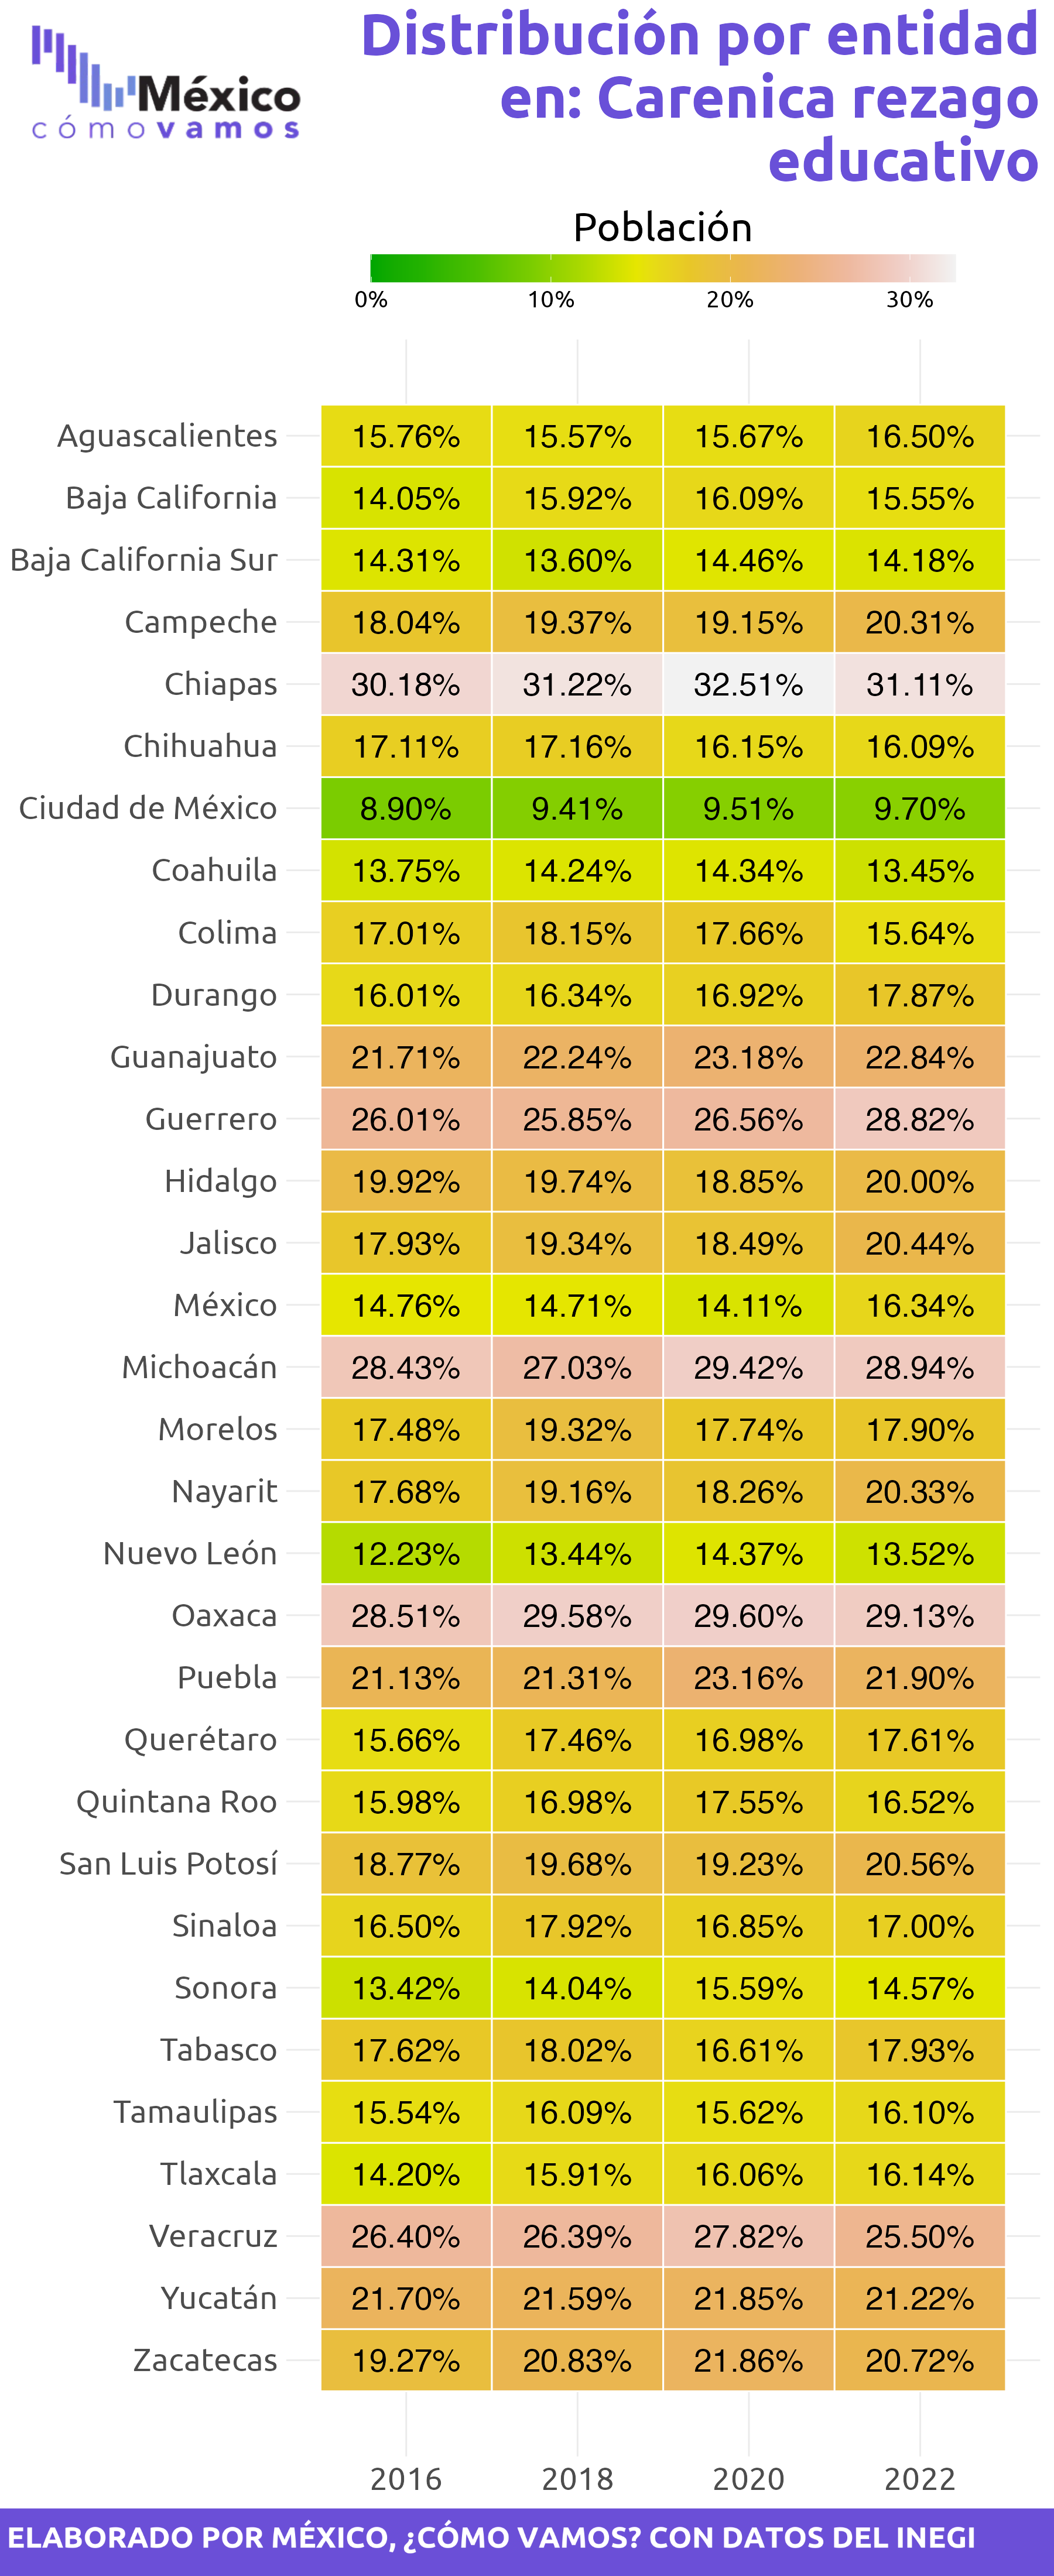 México
cómovamos
Distribución por entidad
en: Carenica rezago
educativo
Población
0% 10% 20% 30%
Aguascalientes 15.76% 15.57% 15.67% 16.50%
Baja California 14.05% 15.92% 16.09% 15.55%
Baja California Sur 14.31% 13.60% 14.46% 14.18%
Campeche 18.04% 19.37% 19.15% 20.31%
Chiapas 30.18% 31.22% 32.51% 31.11%
Chihuahua 17.11% 17.16% 16.15% 16.09%
Ciudad de México 8.90% 9.41% 9.51% 9.70%
Coahuila 13.75% 14.24% 14.34% 13.45%
Colima 17.01% 18.15% 17.66% 15.64%
Durango 16.01% 16.34% 16.92% 17.87%
Guanajuato 21.71% 22.24% 23.18% 22.84%
Guerrero 26.01% 25.85% 26.56% 28.82%
Hidalgo 19.92% 19.74% 18.85% 20.00%
Jalisco 17.93% 19.34% 18.49% 20.44%
México 14.76% 14.71% 14.11% 16.34%
Michoacán 28.43% 27.03% 29.42% 28.94%
Morelos 17.48% 19.32% 17.74% 17.90%
Nayarit 17.68% 19.16% 18.26% 20.33%
Nuevo León 12.23% 13.44% 14.37% 13.52%
Oaxaca 28.51% 29.58% 29.60% 29.13%
Puebla 21.13% 21.31% 23.16% 21.90%
Querétaro 15.66% 17.46% 16.98% 17.61%
Quintana Roo 15.98% 16.98% 17.55% 16.52%
San Luis Potosí 18.77% 19.68% 19.23% 20.56%
Sinaloa 16.50% 17.92% 16.85% 17.00%
Sonora 13.42% 14.04% 15.59% 14.57%
Tabasco 17.62% 18.02% 16.61% 17.93%
Tamaulipas 15.54% 16.09% 15.62% 16.10%
Tlaxcala 14.20% 15.91% 16.06% 16.14%
Veracruz 26.40% 26.39% 27.82% 25.50%
Yucatán 21.70% 21.59% 21.85% 21.22%
Zacatecas 19.27% 20.83% 21.86% 20.72%
2016 2018 2020 2022
ELABORADO POR MÉXICO, ¿CÓMO VAMOS? CON DATOS DEL INEGI